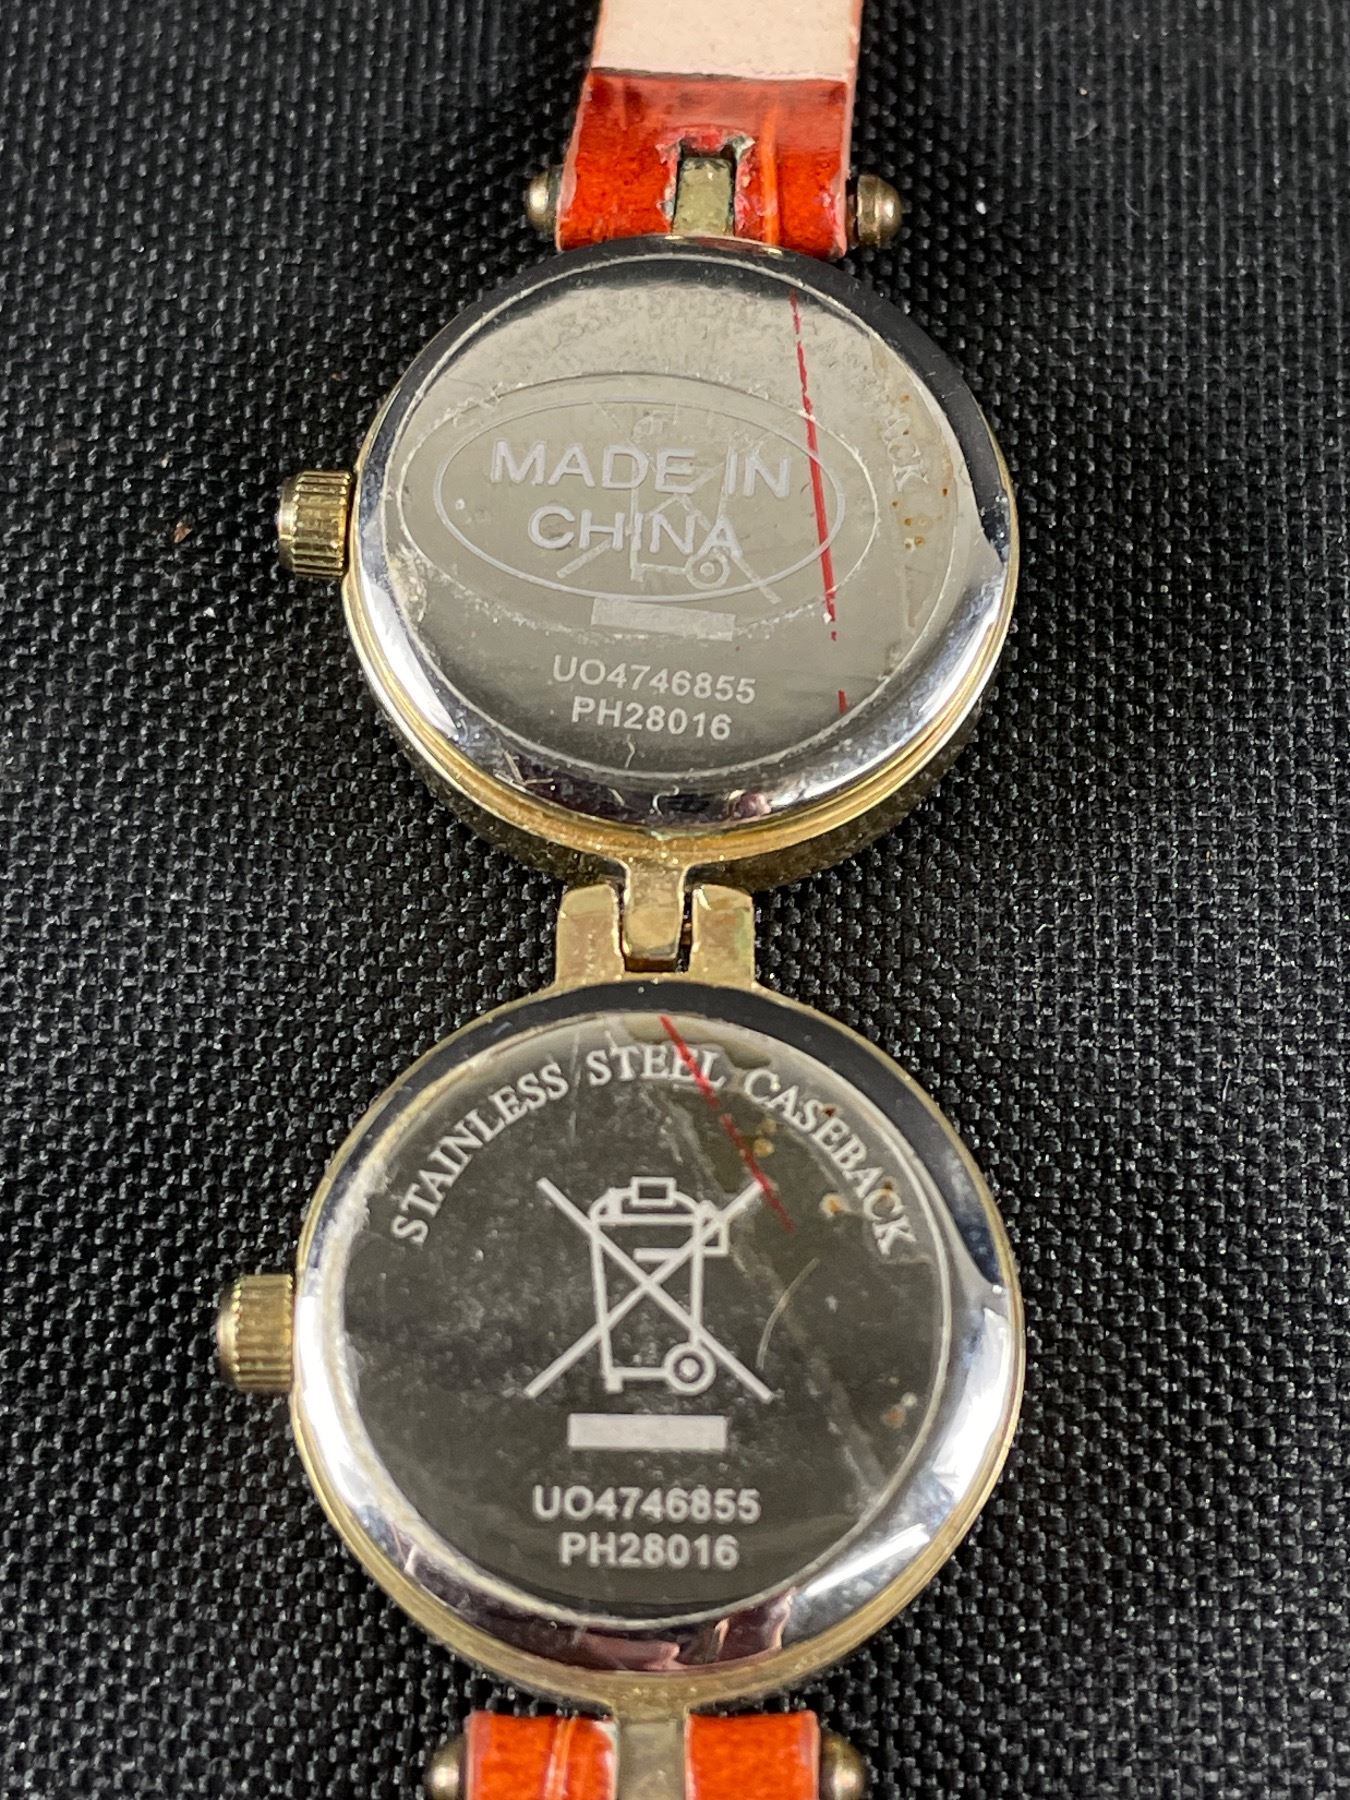 MADE IN
CHINA
UO4746855
PH28016
STAINLESS STEEL CASEBACK
UO4746855
PH28016